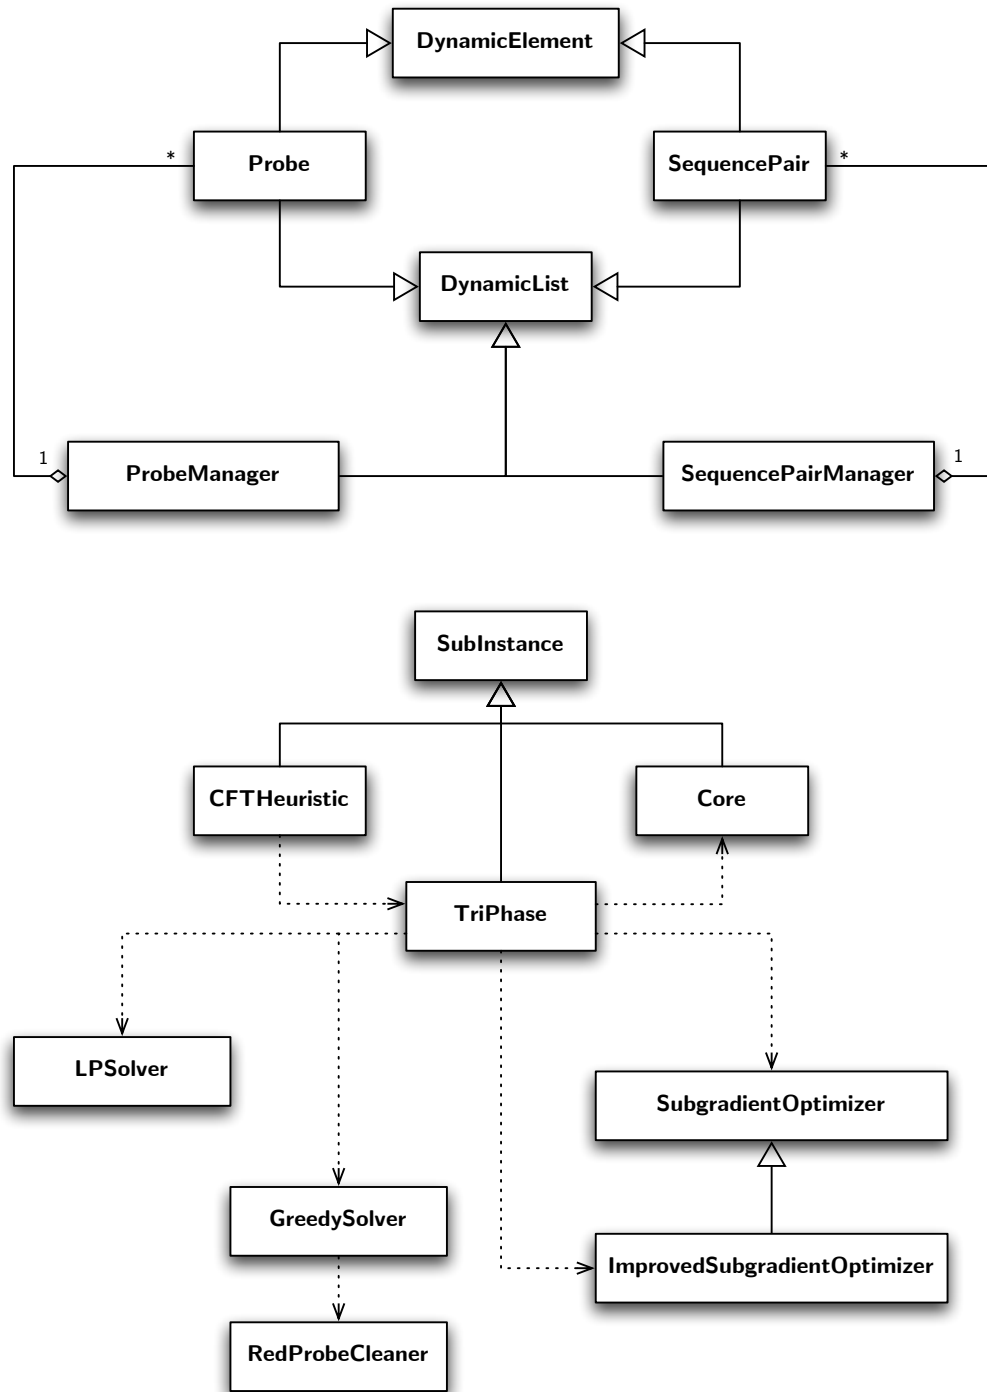 DynamicElement
* Probe SequencePair *
DynamicList
1 ProbeManager SequencePairManager 1
SubInstance
CFTHeuristic Core
TriPhase
LPSolver
SubgradientOptimizer
GreedySolver
ImprovedSubgradientOptimizer
RedProbeCleaner